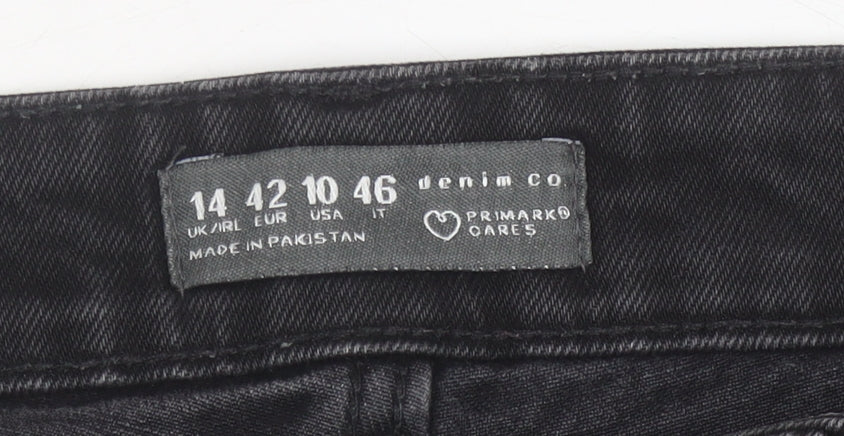 14 42 10 46
UK/IRL EUR USA IT
MADE IN PAKISTAN
denim co.
PRIMARK®
CARES